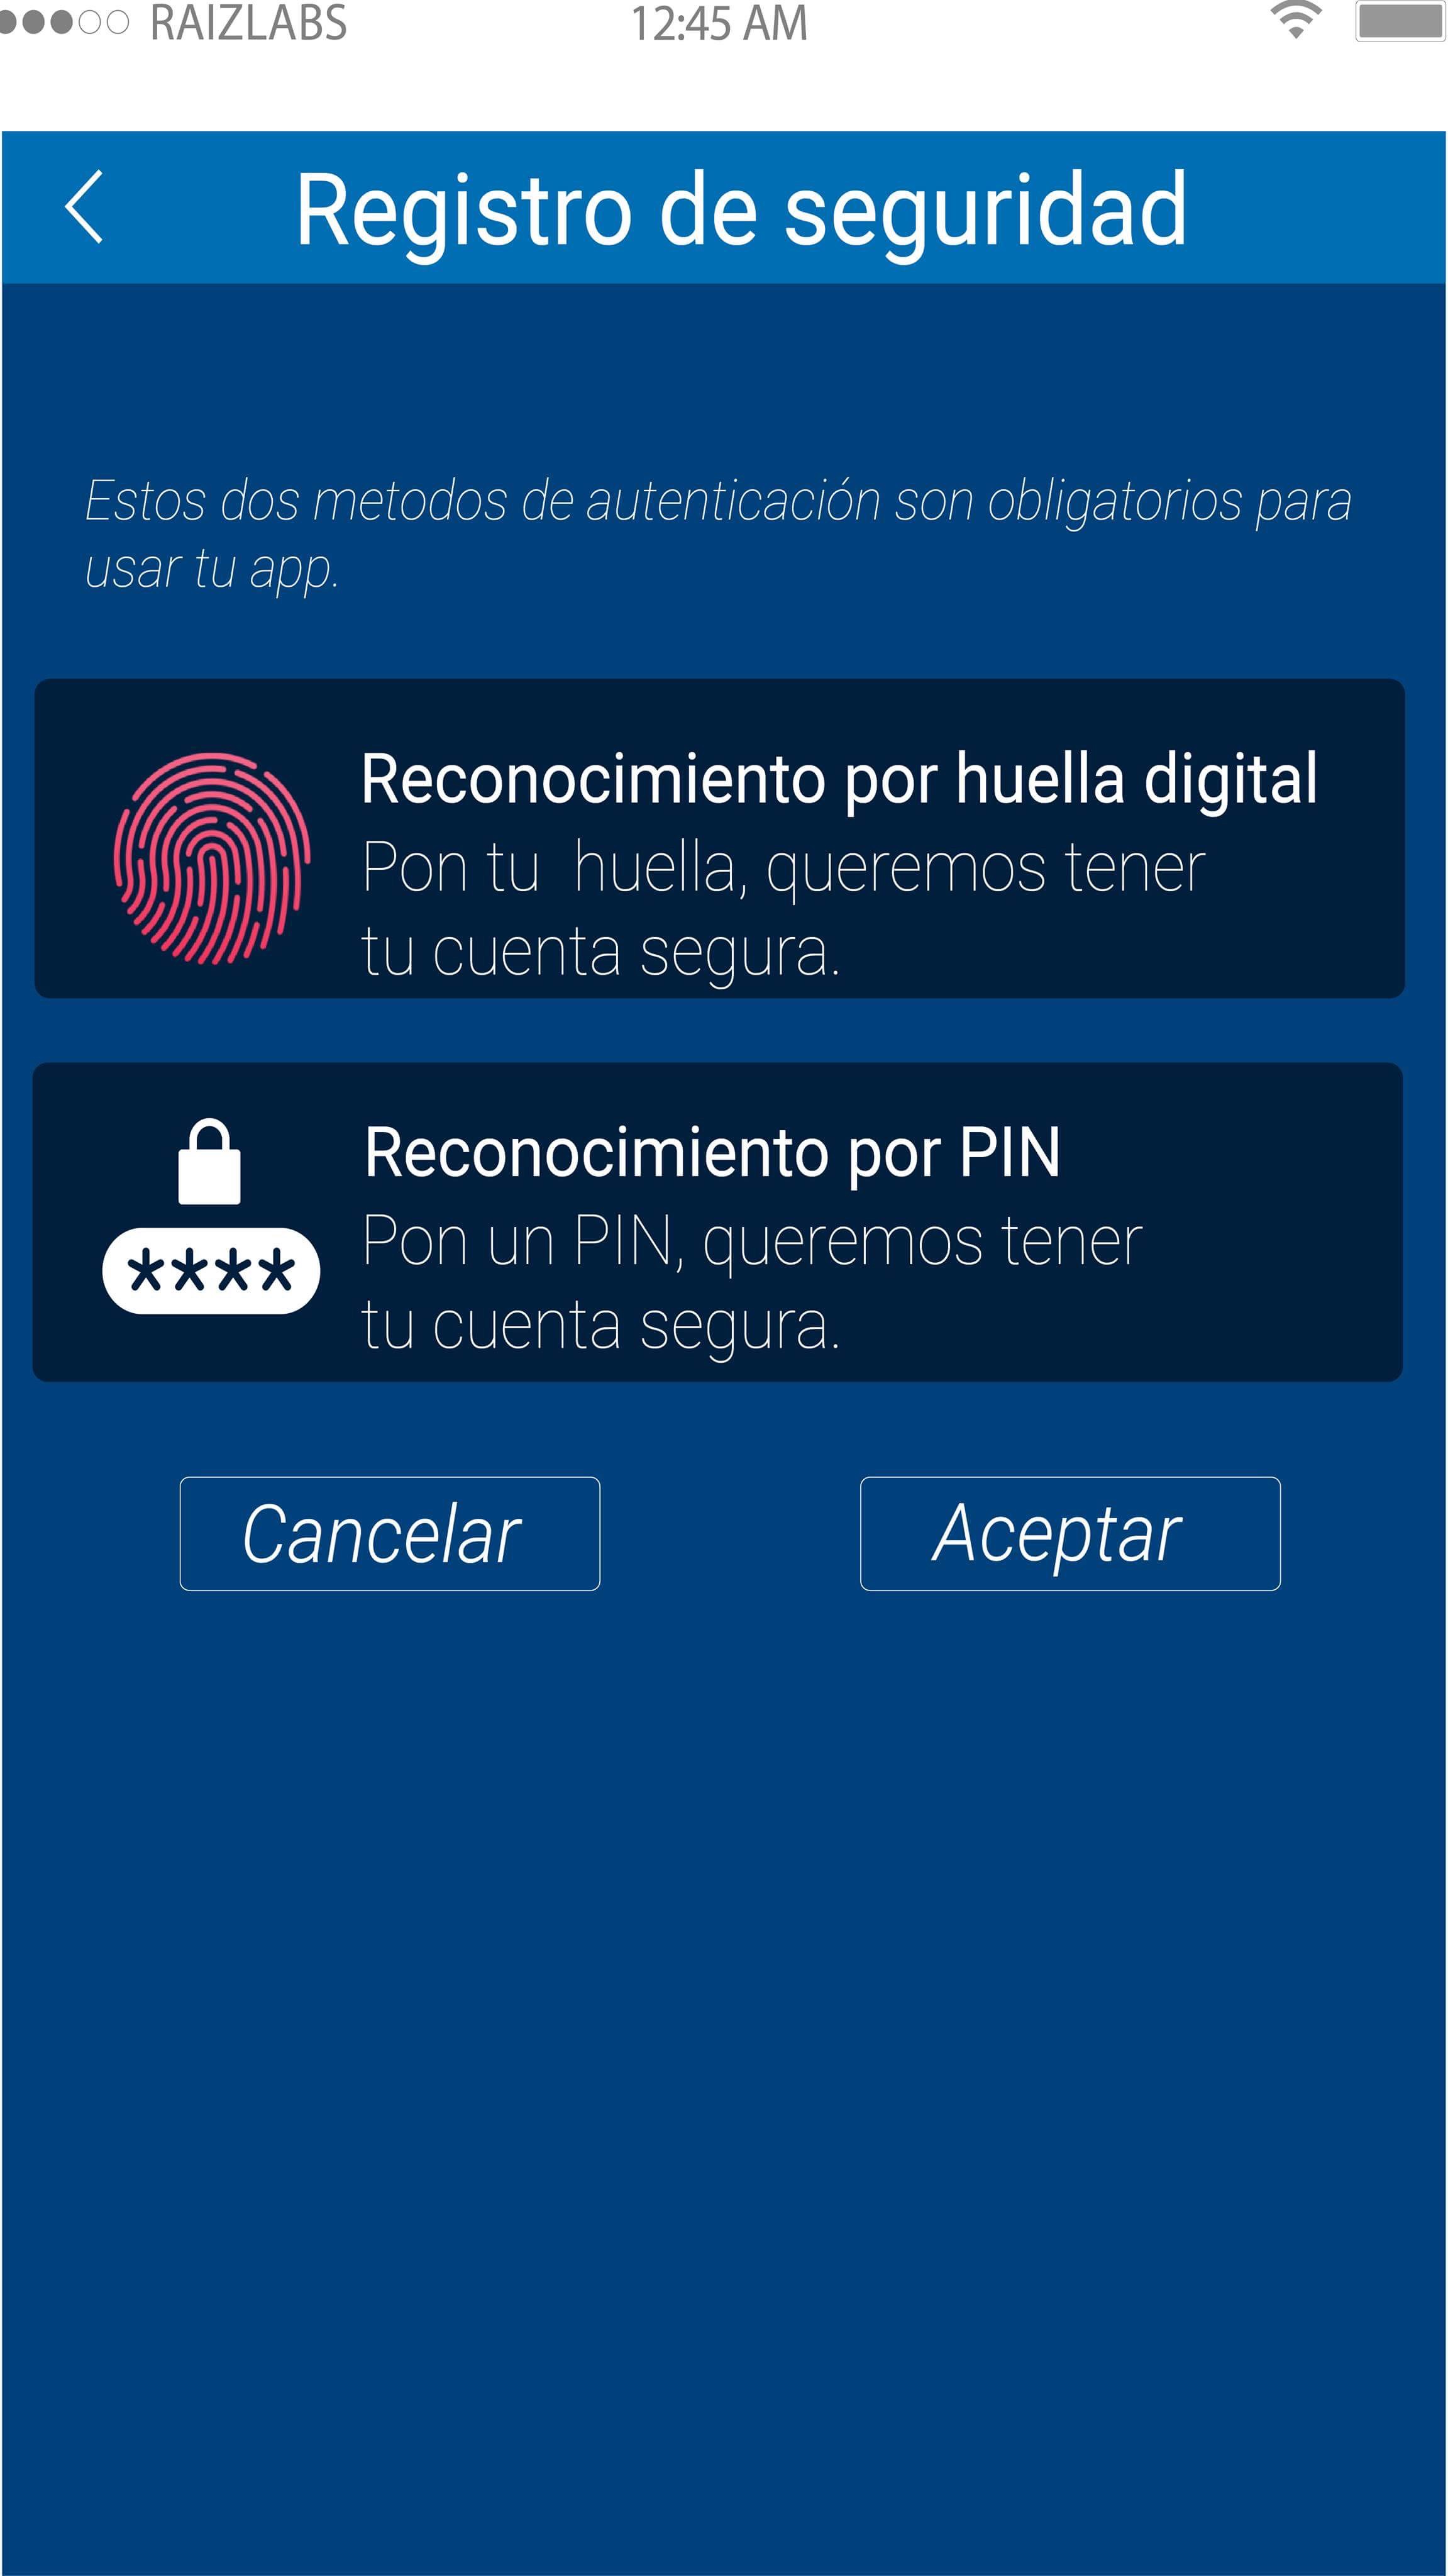 RAIZLABS 12:45 AM
Registro de seguridad
Estos dos metodos de autenticación son obligatorios para
usar tu app.
Reconocimiento por huella digital
Pon tu  huella, queremos tener
tu cuenta segura.
Reconocimiento por PIN
Pon un PIN, queremos tener
tu cuenta segura.
****
Cancelar Aceptar